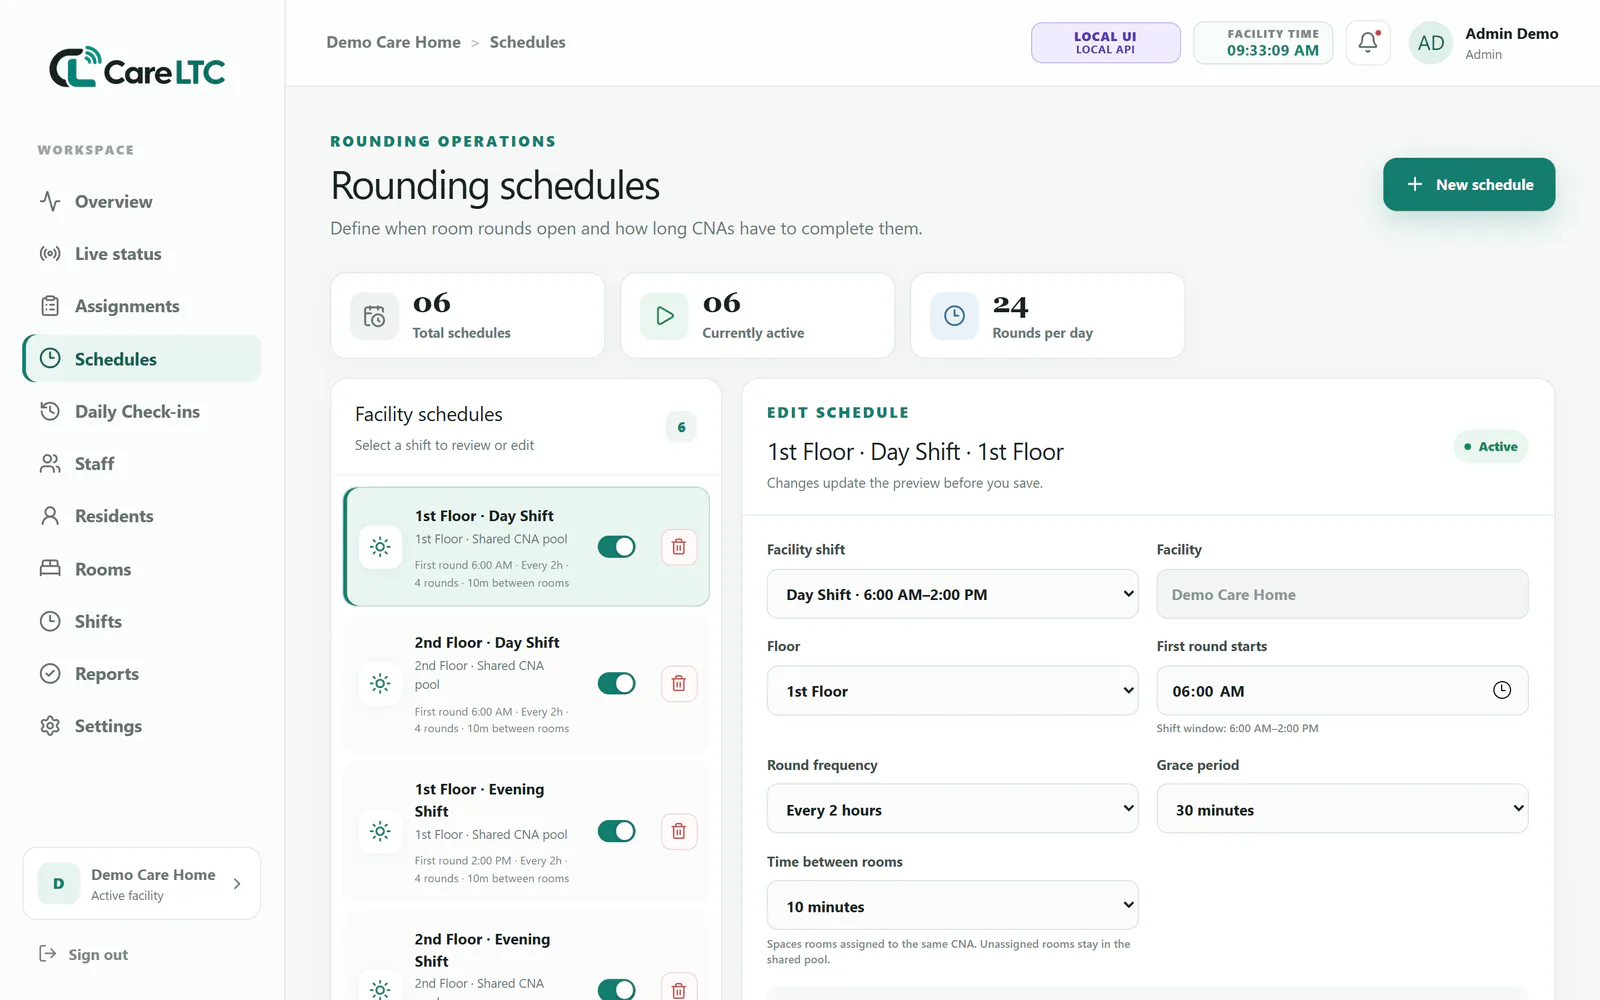 CareLTC
WORKSPACE
Overview
Live status
Assignments
Schedules
Daily Check-ins
Staff
Residents
Rooms
Shifts
Reports
Settings
D
Demo Care Home
Active facility
Sign out
Demo Care Home > Schedules
LOCAL UI
LOCAL API
FACILITY TIME
09:33:09 AM
AD
Admin Demo
Admin
ROUNDING OPERATIONS
Rounding schedules
Define when room rounds open and how long CNAs have to complete them.
+ New schedule
06
Total schedules
06
Currently active
24
Rounds per day
Facility schedules
Select a shift to review or edit
6
1st Floor · Day Shift
1st Floor · Shared CNA pool
First round 6:00 AM · Every 2h ·
4 rounds · 10m between rooms
2nd Floor · Day Shift
2nd Floor · Shared CNA
pool
First round 6:00 AM · Every 2h ·
4 rounds · 10m between rooms
1st Floor · Evening
Shift
1st Floor · Shared CNA pool
First round 2:00 PM · Every 2h ·
4 rounds · 10m between rooms
2nd Floor · Evening
Shift
2nd Floor · Shared CNA
EDIT SCHEDULE
1st Floor · Day Shift · 1st Floor
Changes update the preview before you save.
Active
Facility shift
Day Shift · 6:00 AM–2:00 PM
Facility
Demo Care Home
Floor
1st Floor
First round starts
06:00 AM
Shift window: 6:00 AM–2:00 PM
Round frequency
Every 2 hours
Grace period
30 minutes
Time between rooms
10 minutes
Spaces rooms assigned to the same CNA. Unassigned rooms stay in the
shared pool.